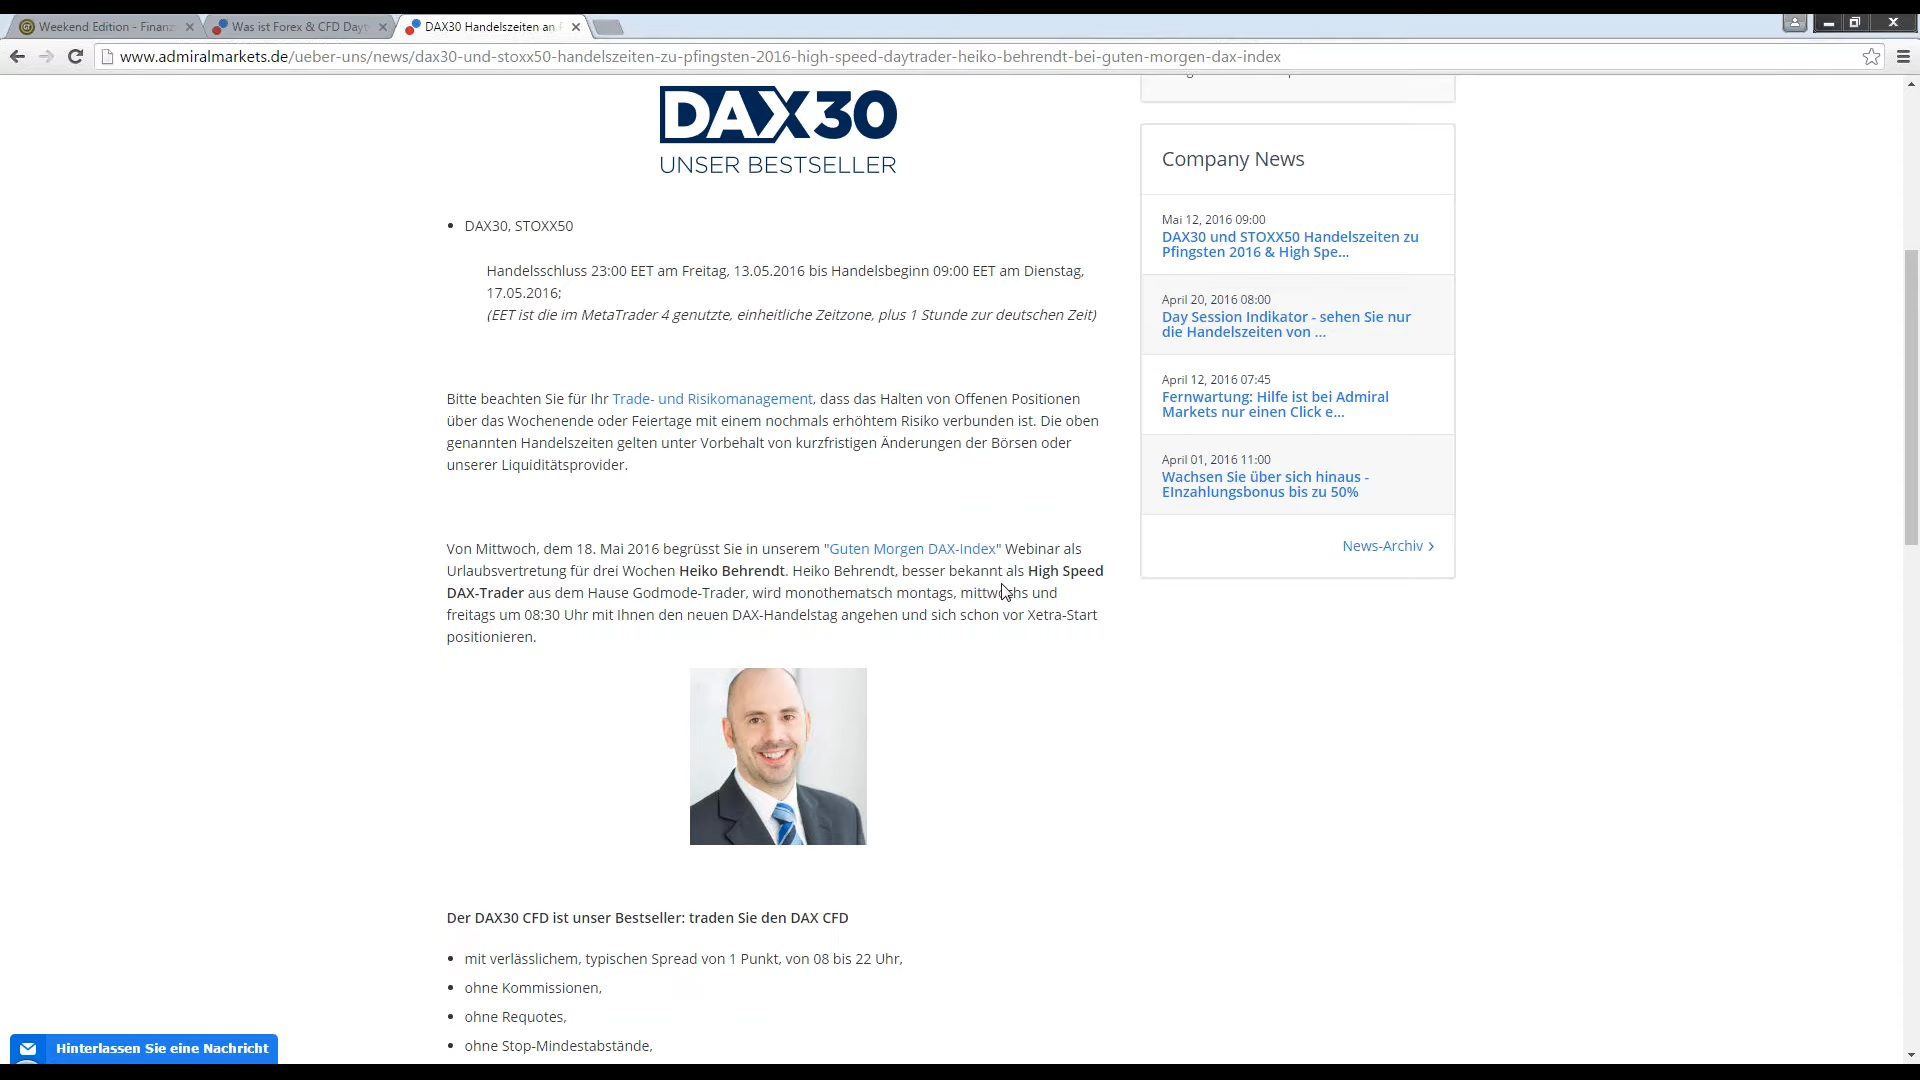 Weekend Edition - Finanz
Was ist Forex & CFD Dayt
DAX30 Handelszeiten an
www.admiralmarkets.de/ueber-uns/news/dax30-und-stoxx50-handelszeiten-zu-pfingsten-2016-high-speed-daytrader-heiko-behrendt-bei-guten-morgen-dax-index
DAX30
UNSER BESTSELLER
DAX30, STOXX50
Handelsschluss 23:00 EET am Freitag, 13.05.2016 bis Handelsbeginn 09:00 EET am Dienstag,
17.05.2016;
(EET ist die im MetaTrader 4 genutzte, einheitliche Zeitzone, plus 1 Stunde zur deutschen Zeit)
Bitte beachten Sie für Ihr Trade- und Risikomanagement, dass das Halten von Offenen Positionen
über das Wochenende oder Feiertage mit einem nochmals erhöhtem Risiko verbunden ist. Die oben
genannten Handelszeiten gelten unter Vorbehalt von kurzfristigen Änderungen der Börsen oder
unserer Liquiditätsprovider.
Von Mittwoch, dem 18. Mai 2016 begrüsst Sie in unserem "Guten Morgen DAX-Index" Webinar als
Urlaubsvertretung für drei Wochen Heiko Behrendt. Heiko Behrendt, besser bekannt als High Speed
DAX-Trader aus dem Hause Godmode-Trader, wird monothematsch montags, mittwochs und
freitags um 08:30 Uhr mit Ihnen den neuen DAX-Handelstag angehen und sich schon vor Xetra-Start
positionieren.
Der DAX30 CFD ist unser Bestseller: traden Sie den DAX CFD
mit verlässlichem, typischen Spread von 1 Punkt, von 08 bis 22 Uhr,
ohne Kommissionen,
ohne Requotes,
ohne Stop-Mindestabstände,
Company News
Mai 12, 2016 09:00
DAX30 und STOXX50 Handelszeiten zu
Pfingsten 2016 & High Spe...
April 20, 2016 08:00
Day Session Indikator - sehen Sie nur
die Handelszeiten von ...
April 12, 2016 07:45
Fernwartung: Hilfe ist bei Admiral
Markets nur einen Click e...
April 01, 2016 11:00
Wachsen Sie über sich hinaus -
EInzahlungsbonus bis zu 50%
News-Archiv
Hinterlassen Sie eine Nachricht